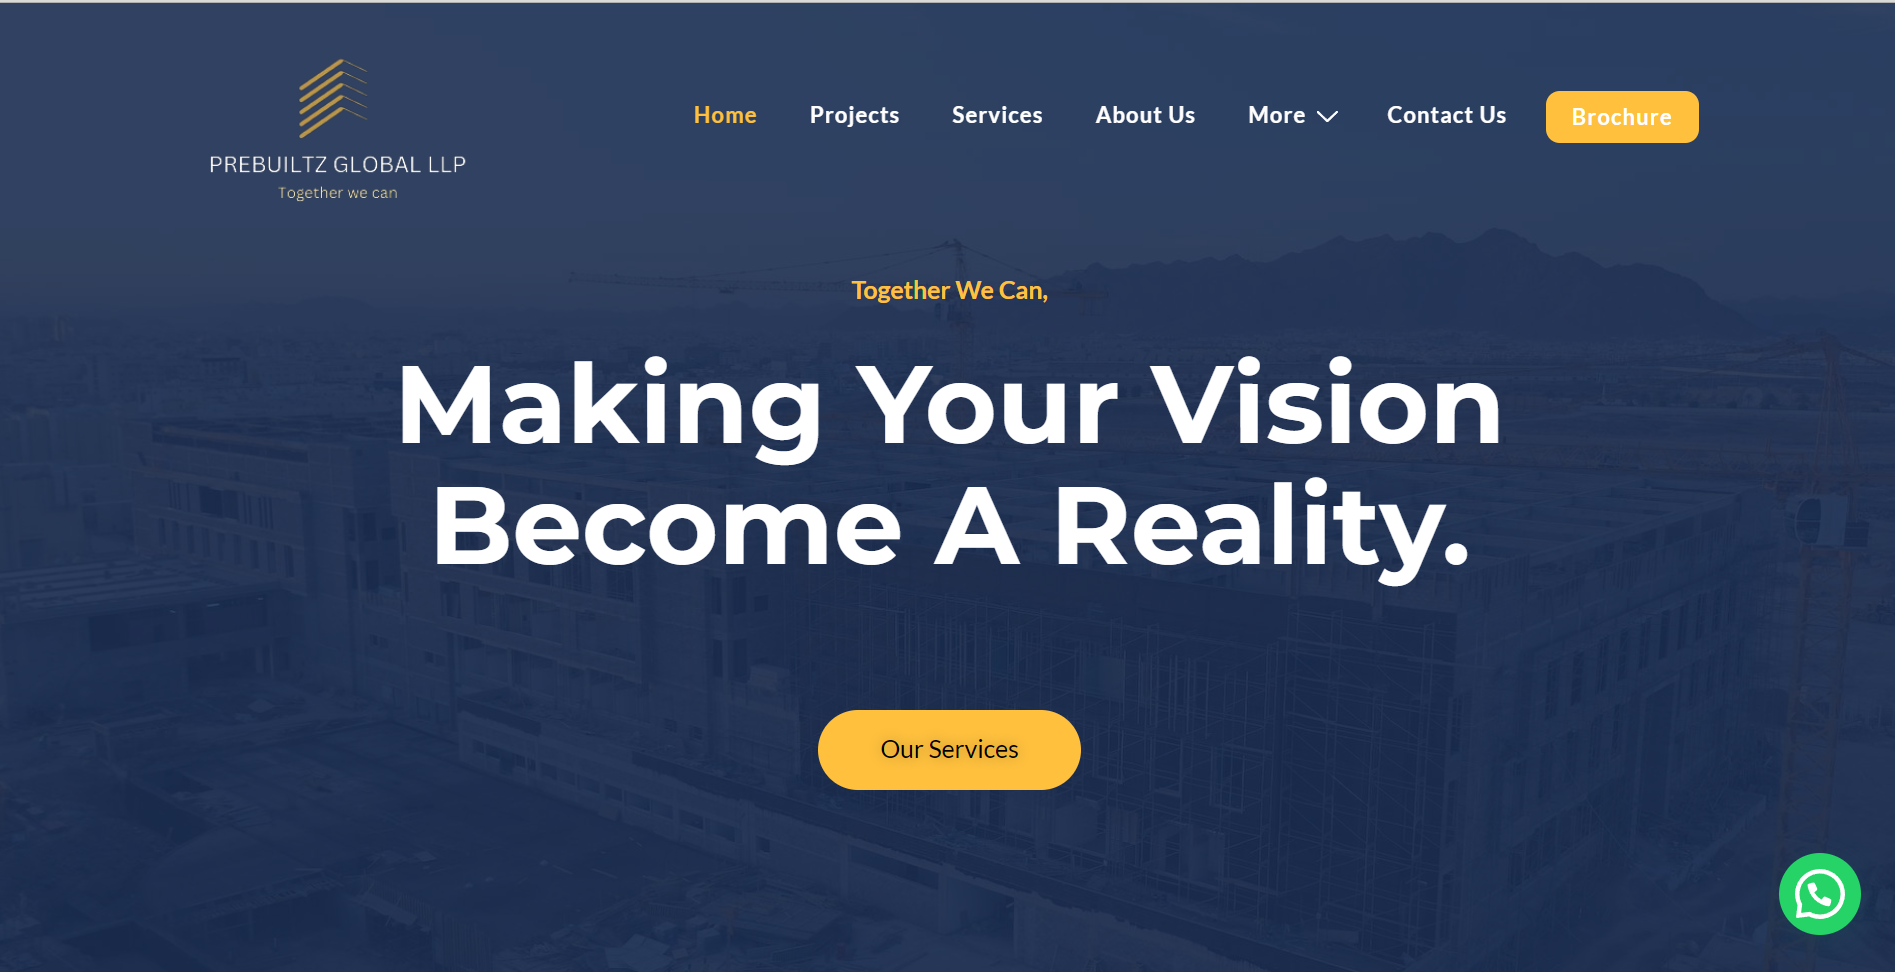 PREBUILTZ GLOBAL LLP
Together we can
Home Projects Services About Us More Contact Us Brochure
Together We Can,
Making Your Vision
Become A Reality.
Our Services